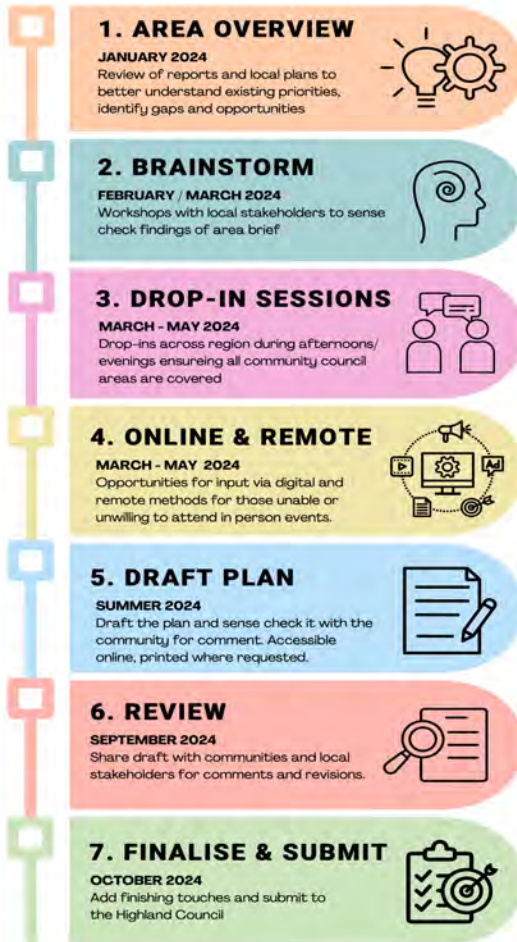 1. AREA OVERVIEW
JANUARY 2024
Review of reports and local plans to
better understand existing priorities,
identify gaps and opportunities
2. BRAINSTORM
FEBRUARY / MARCH 2024
Workshops with local stakeholders to sense
check findings of area brief
3. DROP-IN SESSIONS
MARCH - MAY 2024
Drop-ins across region during afternoons/
evenings ensureing all community council
areas are covered
4. ONLINE & REMOTE
MARCH - MAY 2024
Opportunities for input via digital and
remote methods for those unable or
unwilling to attend in person events.
Ad
5. DRAFT PLAN
SUMMER 2024
Draft the plan and sense check it with the
community for comment. Accessible
online, printed where requested.
6. REVIEW
SEPTEMBER 2024
Share draft with communities and local
stakeholders for comments and revisions.
7. FINALISE & SUBMIT
OCTOBER 2024
Add finishing touches and submit to
the Highland Council